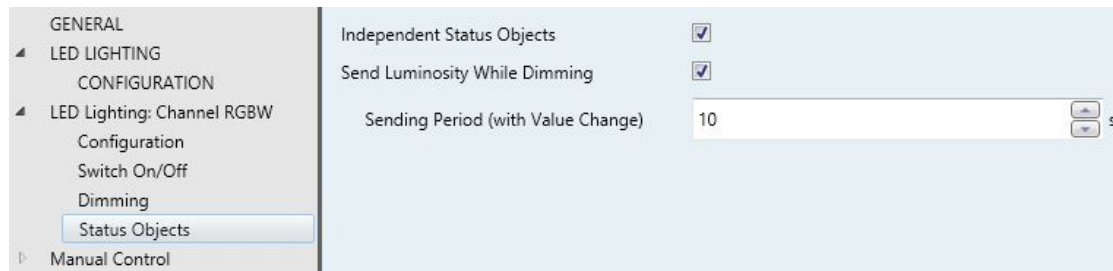 GENERAL
LED LIGHTING
CONFIGURATION
LED Lighting: Channel RGBW
Configuration
Switch On/Off
Dimming
Status Objects
Manual Control
Independent Status Objects
Send Luminosity While Dimming
Sending Period (with Value Change) 10 s